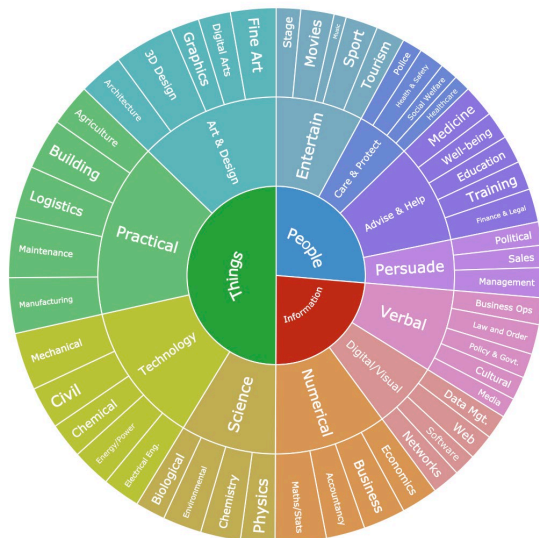 People
Things
Information
Entertain
Care & Protect
Advise & Help
Persuade
Verbal
Digital/Visual
Numerical
Science
Technology
Practical
Art & Design
Stage
Movies
Music
Sport
Tourism
Police
Health & Safety
Social Welfare
Healthcare
Medicine
Well-being
Education
Training
Finance & Legal
Political
Sales
Management
Business Ops
Law and Order
Policy & Govt.
Cultural
Media
Data Mgt.
Web
Software
Networks
Economics
Business
Accountancy
Maths/Stats
Physics
Chemistry
Environmental
Biological
Electrical Eng.
Energy/Power
Chemical
Civil
Mechanical
Manufacturing
Maintenance
Logistics
Building
Agriculture
Architecture
3D Design
Graphics
Digital Arts
Fine Art